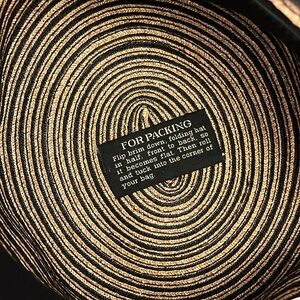 FOR PACKING
Flip brim down, folding hat
in half, front to back, so
it becomes flat. Then roll
and tuck into the corner of
your bag.